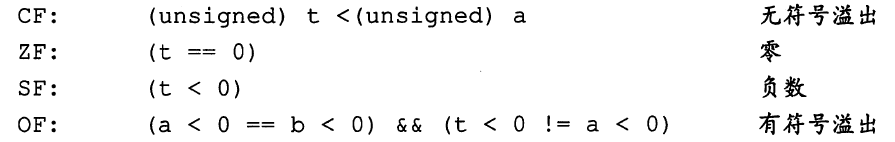 CF: (unsigned) t <(unsigned) a 无符号溢出
ZF: (t == 0) 零
SF: (t < 0) 负数
OF: (a < 0 == b < 0) && (t < 0 != a < 0) 有符号溢出